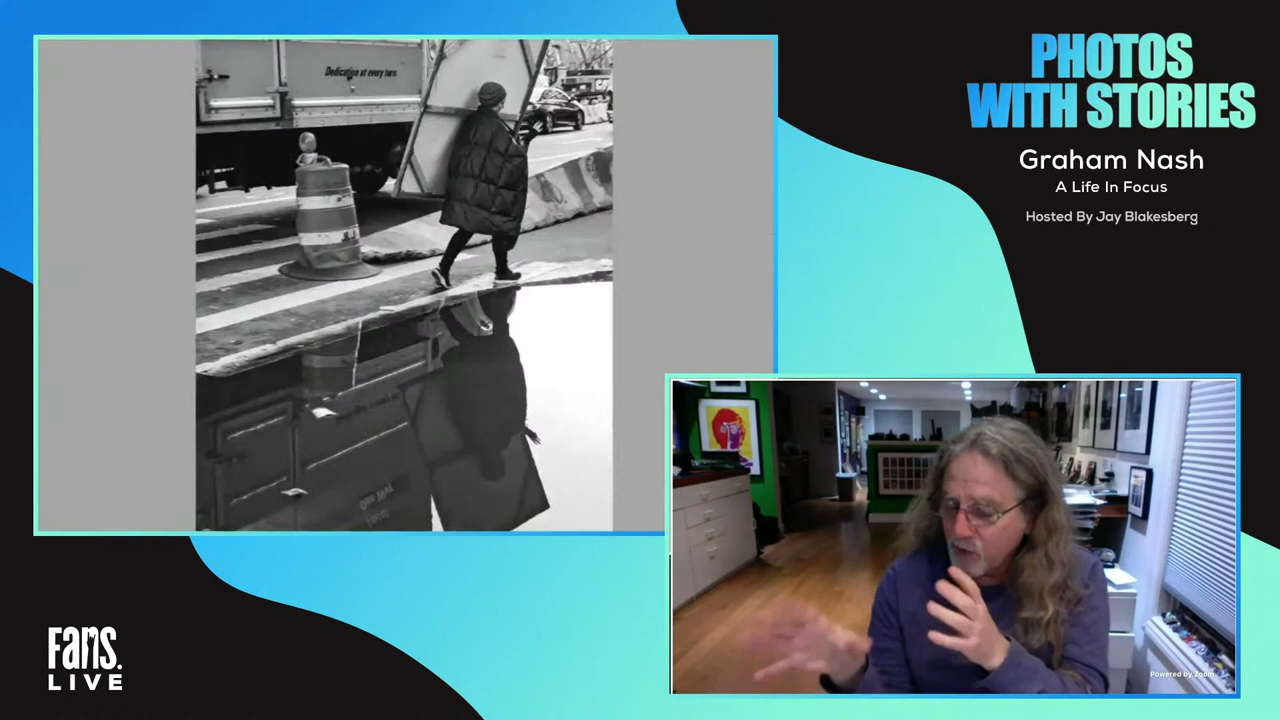 PHOTOS
WITH STORIES
Graham Nash
A Life In Focus
Hosted By Jay Blakesberg
Dedication at every turn.
Fans.
LIVE
Powered by Zoom